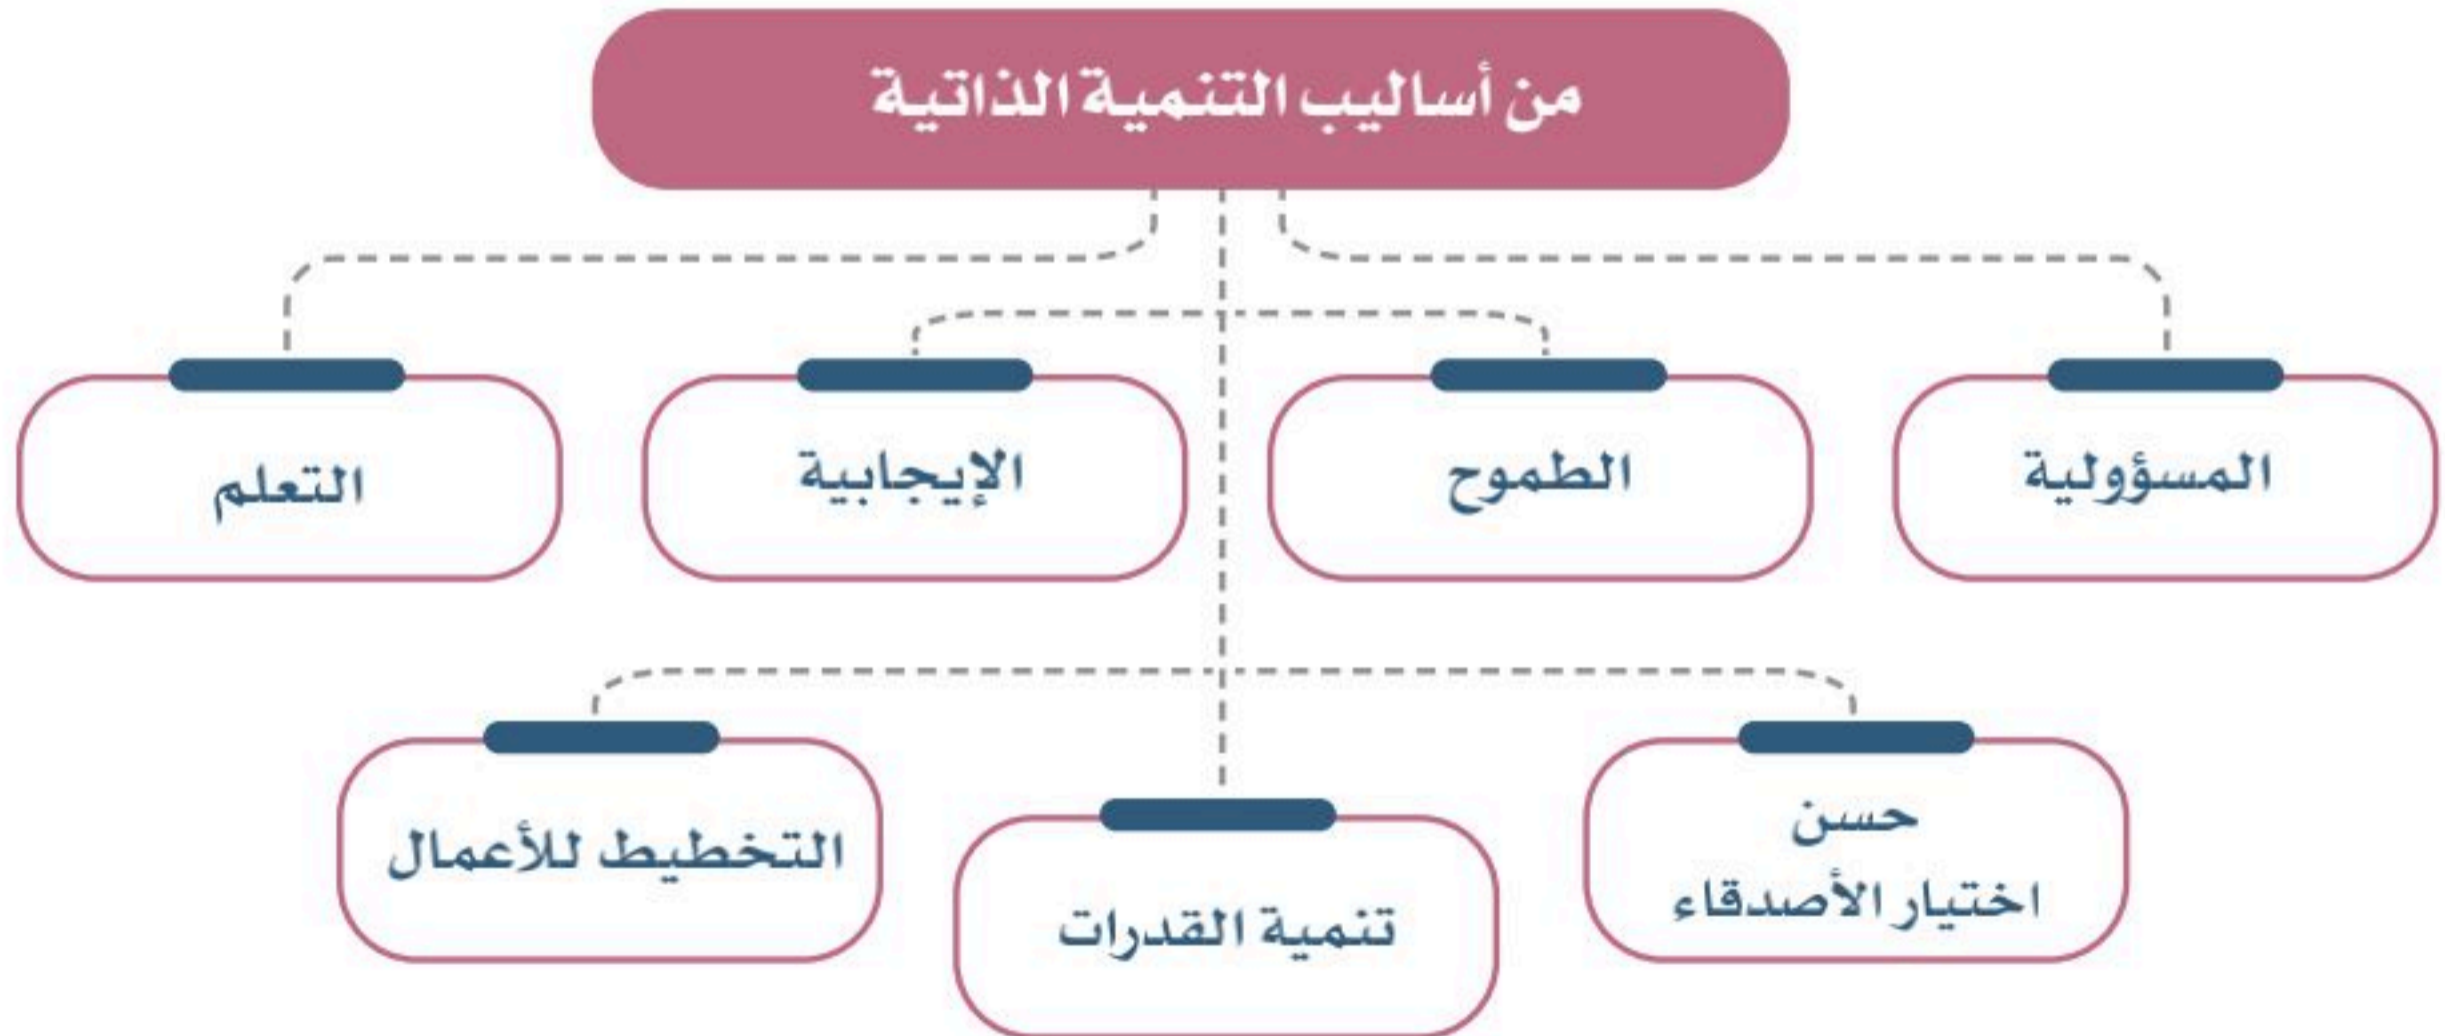 من أساليب التنمية الذاتية
المسؤولية
الطموح
الإيجابية
التعلم
حسن
اختيار الأصدقاء
تنمية القدرات
التخطيط للأعمال